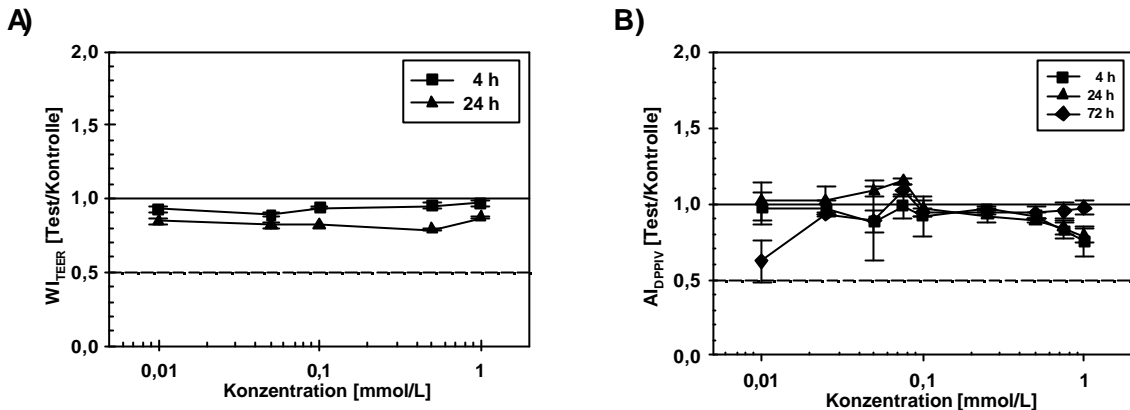 A)
2,0
1,5
1,0
0,5
0,0
WI_TEER [Test/Kontrolle]
4 h
24 h
0,01
0,1
1
Konzentration [mmol/L]
B)
2,0
1,5
1,0
0,5
0,0
AI_DPPIV [Test/Kontrolle]
4 h
24 h
72 h
0,01
0,1
1
Konzentration [mmol/L]